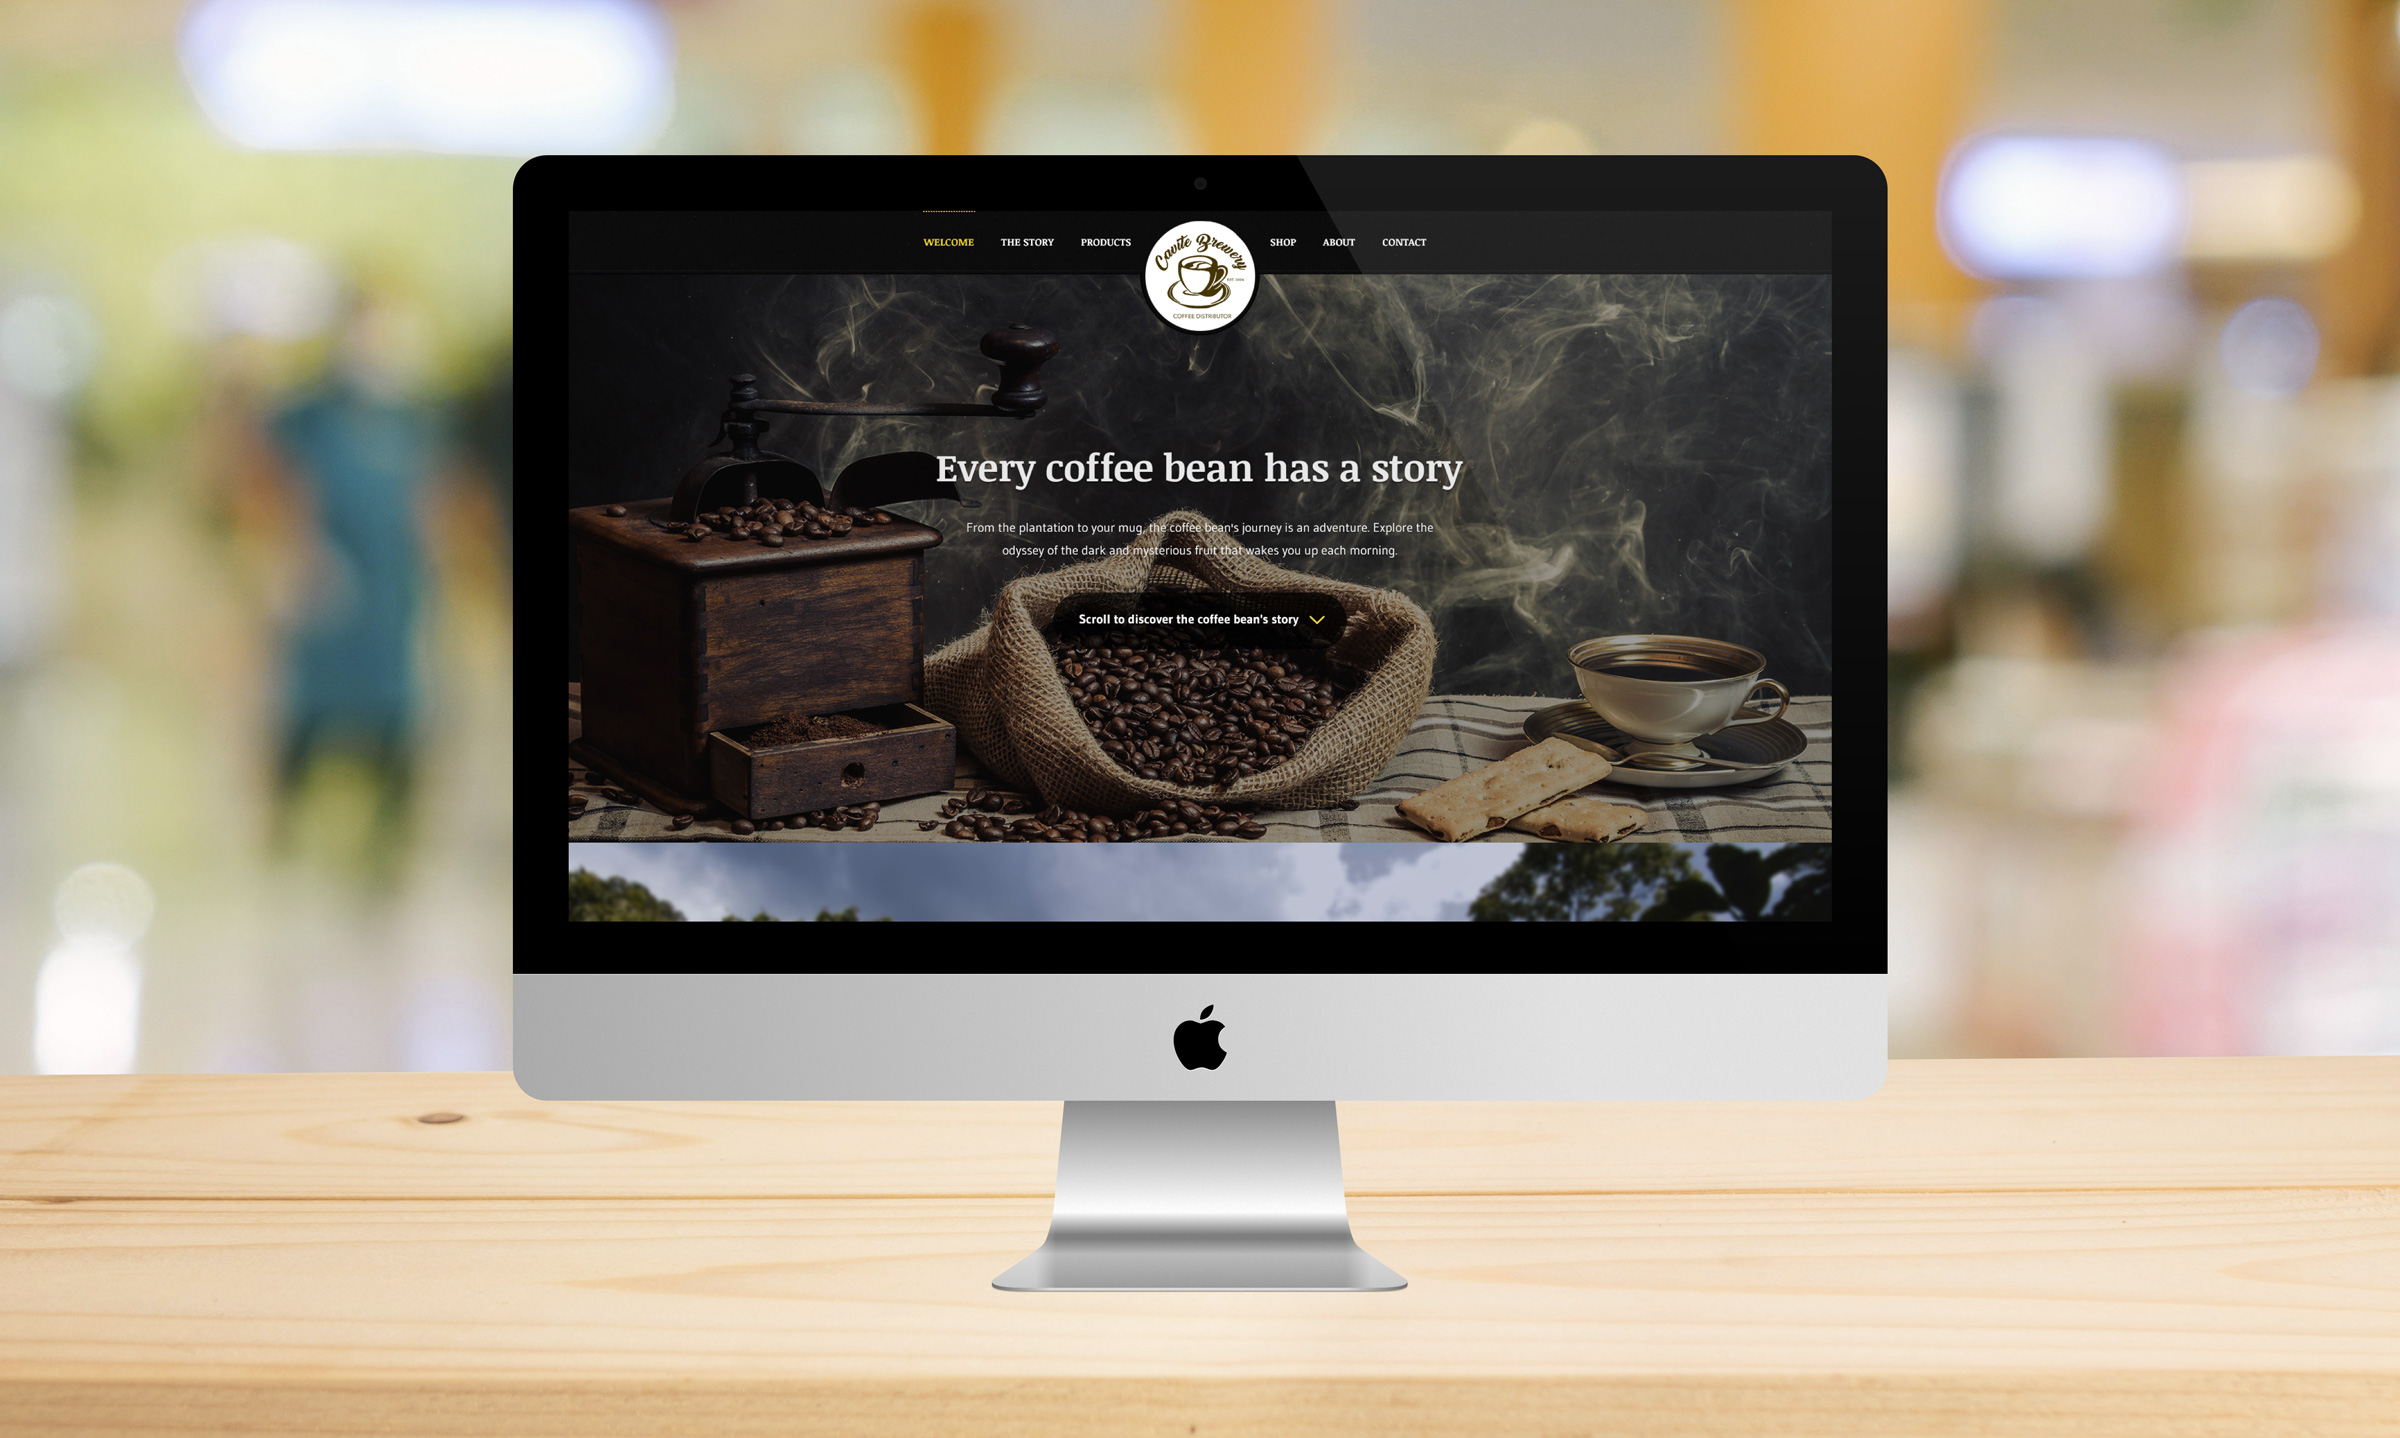 WELCOME THE STORY PRODUCTS SHOP ABOUT CONTACT
Cavite Brewery
COFFEE DISTRIBUTOR
Every coffee bean has a story
From the plantation to your mug, the coffee bean's journey is an adventure. Explore the
odyssey of the dark and mysterious fruit that wakes you up each morning.
Scroll to discover the coffee bean's story